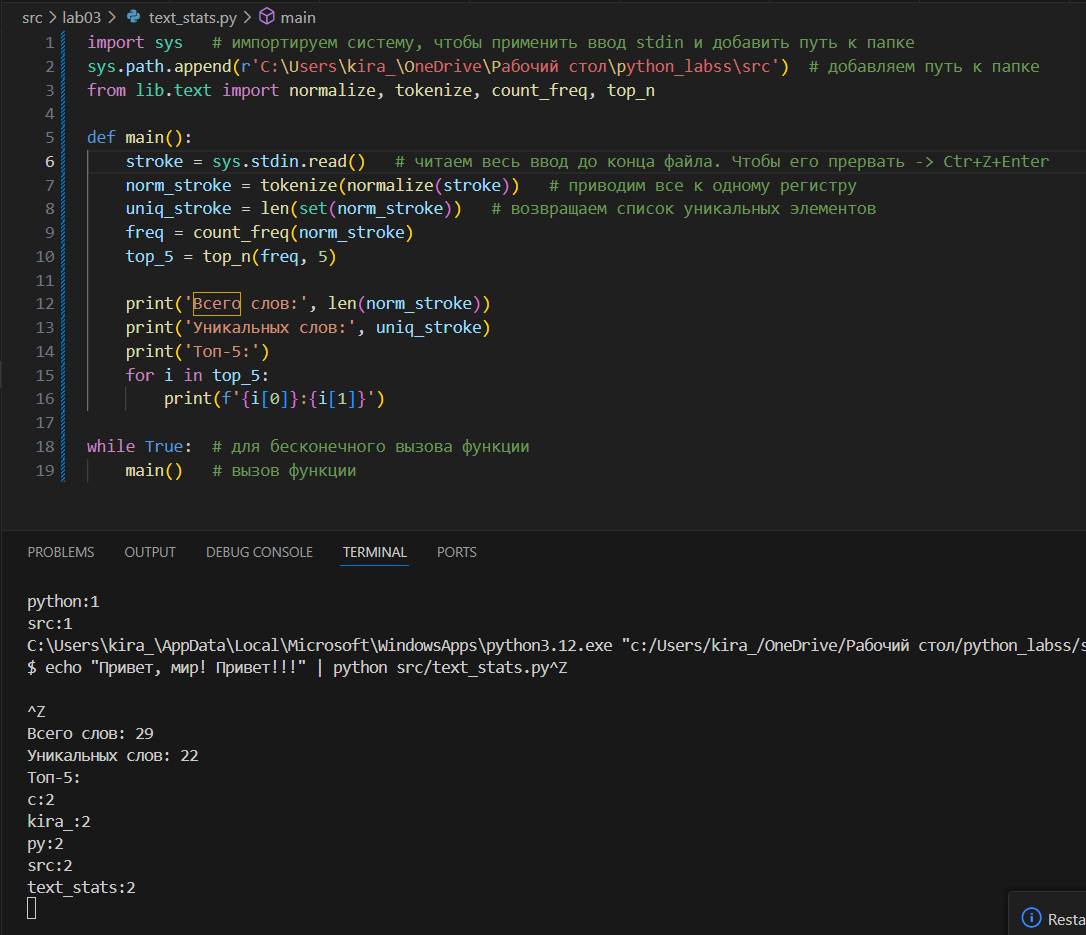 src > lab03 > text_stats.py > main
1 import sys # импортируем систему, чтобы применить ввод stdin и добавить путь к папке
2 sys.path.append(r'C:\Users\kira_\OneDrive\Рабочий стол\python_labss\src') # добавляем путь к папке
3 from lib.text import normalize, tokenize, count_freq, top_n
4
5 def main():
6 stroke = sys.stdin.read() # читаем весь ввод до конца файла. Чтобы его прервать -> Ctr+Z+Enter
7 norm_stroke = tokenize(normalize(stroke)) # приводим все к одному регистру
8 uniq_stroke = len(set(norm_stroke)) # возвращаем список уникальных элементов
9 freq = count_freq(norm_stroke)
10 top_5 = top_n(freq, 5)
11
12 print('Всего слов:', len(norm_stroke))
13 print('Уникальных слов:', uniq_stroke)
14 print('Топ-5:')
15 for i in top_5:
16 print(f'{i[0]}:{i[1]}')
17
18 while True: # для бесконечного вызова функции
19 main() # вызов функции
PROBLEMS OUTPUT DEBUG CONSOLE TERMINAL PORTS
python:1
src:1
C:\Users\kira_\AppData\Local\Microsoft\WindowsApps\python3.12.exe "c:/Users/kira_/OneDrive/Рабочий стол/python_labss/s
$ echo "Привет, мир! Привет!!!" | python src/text_stats.py^Z
^Z
Всего слов: 29
Уникальных слов: 22
Топ-5:
c:2
kira_:2
py:2
src:2
text_stats:2
Resta